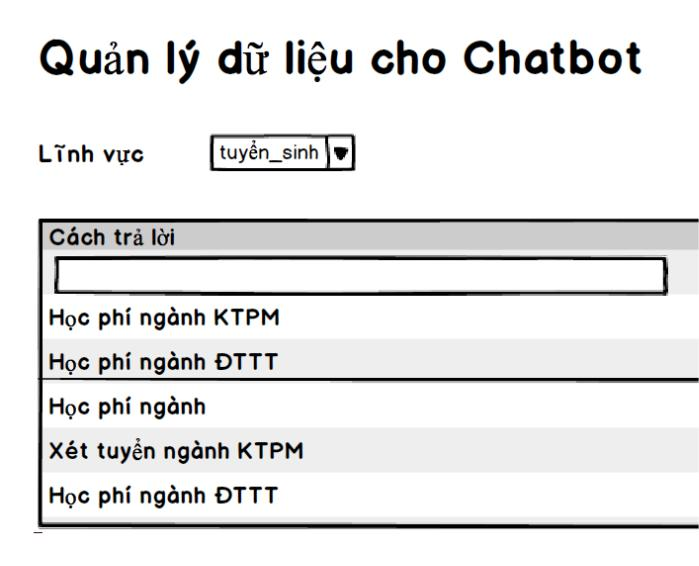 Quản lý dữ liệu cho Chatbot
Lĩnh vực tuyển_sinh
Cách trả lời
Học phí ngành KTPM
Học phí ngành ĐTTT
Học phí ngành
Xét tuyển ngành KTPM
Học phí ngành ĐTTT